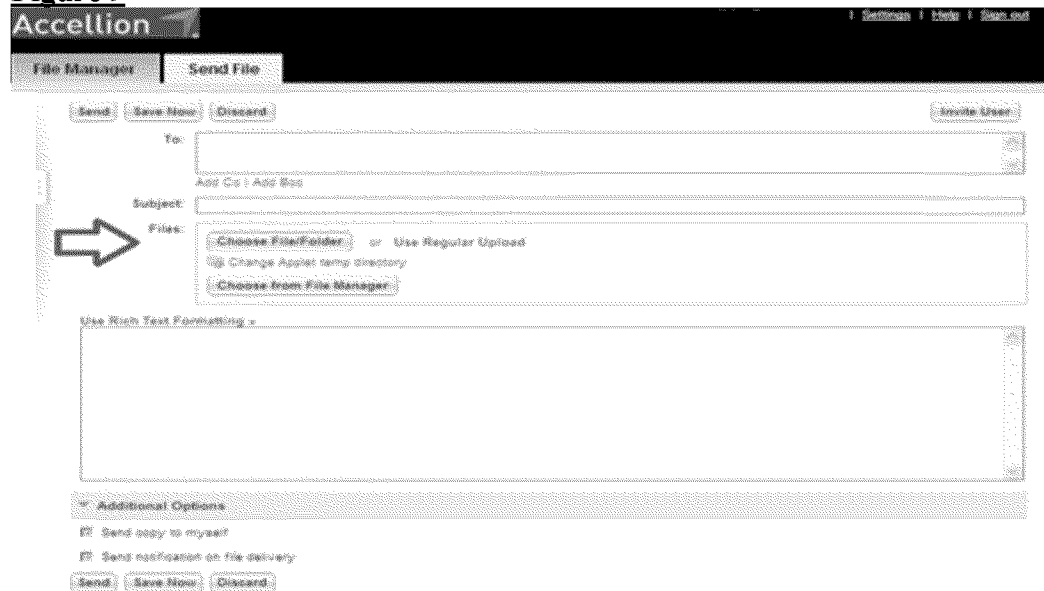 Accellion
| Settings | Help | Sign out
File Manager Send File
Send Save Now Discard Invite User
To:
Add Cc | Add Bcc
Subject:
Files:
Choose File/Folder or Use Regular Upload
Change Applet temp directory
Choose from File Manager
Use Rich Text Formatting »
Additional Options
Send copy to myself
Send notification on file delivery
Send Save Now Discard